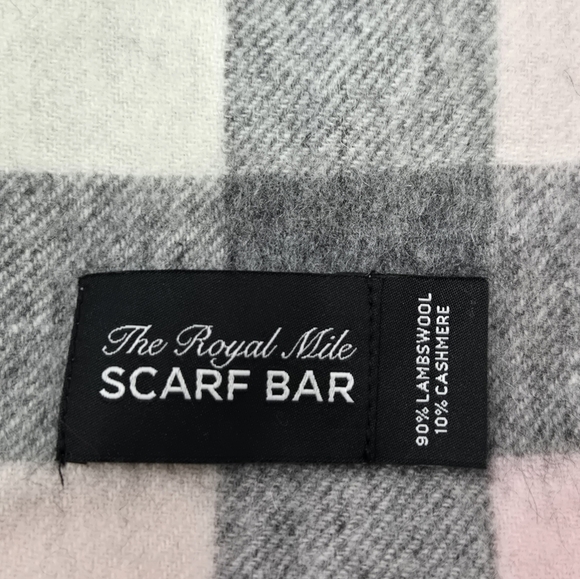 The Royal Mile
SCARF BAR
90% LAMBSWOOL
10% CASHMERE